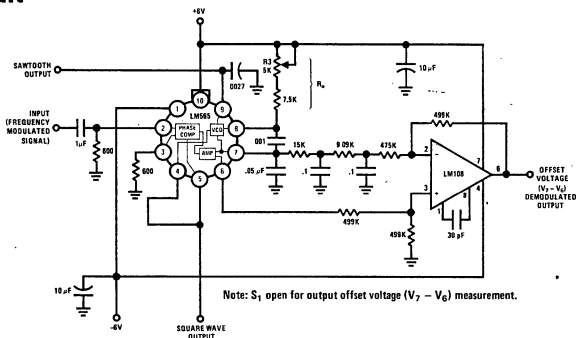 +6V
SAWTOOTH
OUTPUT
R3
5K
Ro
7.5K
10 µF
0027
LM565
10
1
9
2
8
3
7
4
5
6
PHASE
COMP
VCO
AMP
INPUT
(FREQUENCY
MODULATED
SIGNAL)
1µF
600
600
001
15K
9 09K
475K
499K
.05 µF
.1
.1
2
3
7
6
1
8
4
LM108
30 pF
499K
499K
OFFSET
VOLTAGE
(V7 – V6)
DEMODULATED
OUTPUT
10 µF
-6V
SQUARE WAVE
OUTPUT
Note: S1 open for output offset voltage (V7 – V6) measurement.